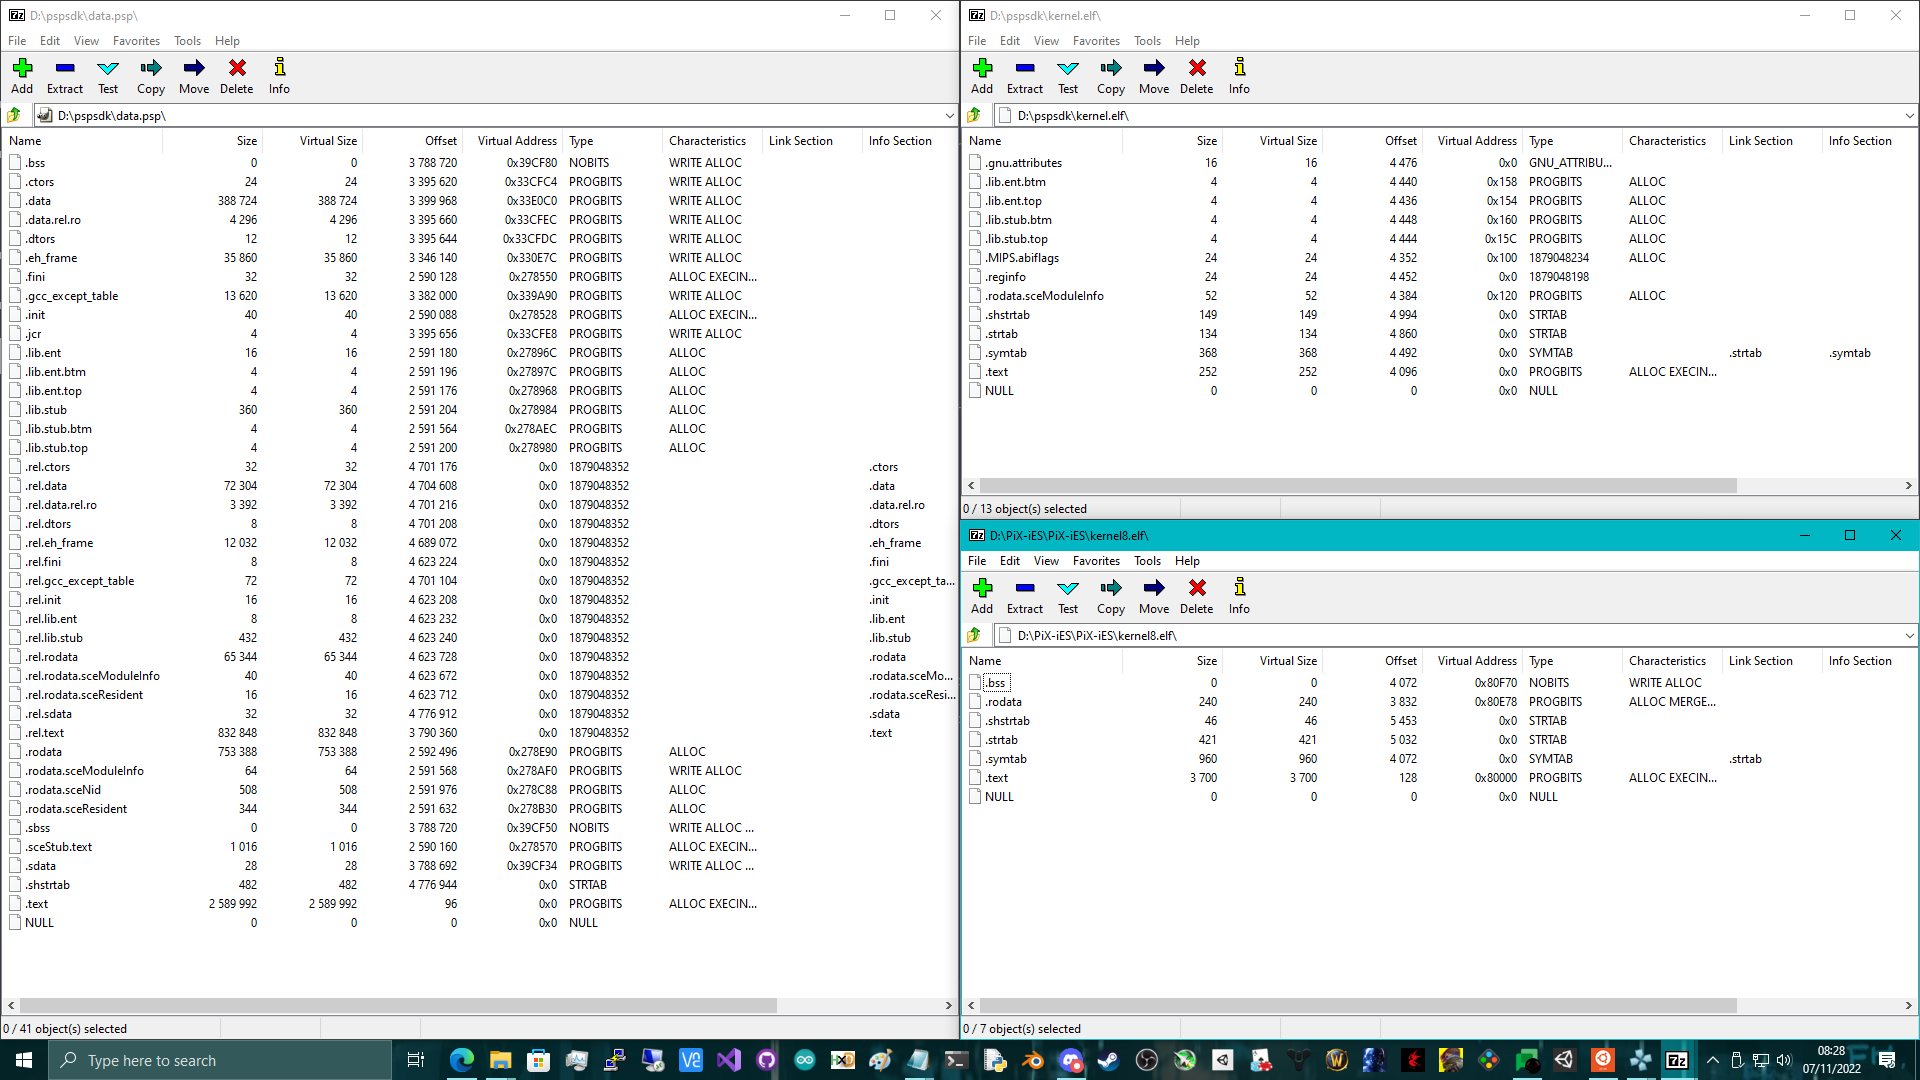 D:\pspsdk\data.psp\
File Edit View Favorites Tools Help
Add Extract Test Copy Move Delete Info
D:\pspsdk\data.psp\
Name Size Virtual Size Offset Virtual Address Type Characteristics Link Section Info Section
.bss 0 0 3 788 720 0x39CF80 NOBITS WRITE ALLOC
.ctors 24 24 3 395 620 0x33CFC4 PROGBITS WRITE ALLOC
.data 388 724 388 724 3 399 968 0x33E0C0 PROGBITS WRITE ALLOC
.data.rel.ro 4 296 4 296 3 395 660 0x33CFEC PROGBITS WRITE ALLOC
.dtors 12 12 3 395 644 0x33CFDC PROGBITS WRITE ALLOC
.eh_frame 35 860 35 860 3 346 140 0x330E7C PROGBITS WRITE ALLOC
.fini 32 32 2 590 128 0x278550 PROGBITS ALLOC EXECIN...
.gcc_except_table 13 620 13 620 3 382 000 0x339A90 PROGBITS WRITE ALLOC
.init 40 40 2 590 088 0x278528 PROGBITS ALLOC EXECIN...
.jcr 4 4 3 395 656 0x33CFE8 PROGBITS WRITE ALLOC
.lib.ent 16 16 2 591 180 0x27896C PROGBITS ALLOC
.lib.ent.btm 4 4 2 591 196 0x27897C PROGBITS ALLOC
.lib.ent.top 4 4 2 591 176 0x278968 PROGBITS ALLOC
.lib.stub 360 360 2 591 204 0x278984 PROGBITS ALLOC
.lib.stub.btm 4 4 2 591 564 0x278AEC PROGBITS ALLOC
.lib.stub.top 4 4 2 591 200 0x278980 PROGBITS ALLOC
.rel.ctors 32 32 4 701 176 0x0 1879048352 .ctors
.rel.data 72 304 72 304 4 704 608 0x0 1879048352 .data
.rel.data.rel.ro 3 392 3 392 4 701 216 0x0 1879048352 .data.rel.ro
.rel.dtors 8 8 4 701 208 0x0 1879048352 .dtors
.rel.eh_frame 12 032 12 032 4 689 072 0x0 1879048352 .eh_frame
.rel.fini 8 8 4 623 224 0x0 1879048352 .fini
.rel.gcc_except_table 72 72 4 701 104 0x0 1879048352 .gcc_except_ta...
.rel.init 16 16 4 623 208 0x0 1879048352 .init
.rel.lib.ent 8 8 4 623 232 0x0 1879048352 .lib.ent
.rel.lib.stub 432 432 4 623 240 0x0 1879048352 .lib.stub
.rel.rodata 65 344 65 344 4 623 728 0x0 1879048352 .rodata
.rel.rodata.sceModuleInfo 40 40 4 623 672 0x0 1879048352 .rodata.sceMo...
.rel.rodata.sceResident 16 16 4 623 712 0x0 1879048352 .rodata.sceResi...
.rel.sdata 32 32 4 776 912 0x0 1879048352 .sdata
.rel.text 832 848 832 848 3 790 360 0x0 1879048352 .text
.rodata 753 388 753 388 2 592 496 0x278E90 PROGBITS ALLOC
.rodata.sceModuleInfo 64 64 2 591 568 0x278AF0 PROGBITS WRITE ALLOC
.rodata.sceNid 508 508 2 591 976 0x278C88 PROGBITS ALLOC
.rodata.sceResident 344 344 2 591 632 0x278B30 PROGBITS ALLOC
.sbss 0 0 3 788 720 0x39CF50 NOBITS WRITE ALLOC ...
.sceStub.text 1 016 1 016 2 590 160 0x278570 PROGBITS ALLOC EXECIN...
.sdata 28 28 3 788 692 0x39CF34 PROGBITS WRITE ALLOC ...
.shstrtab 482 482 4 776 944 0x0 STRTAB
.text 2 589 992 2 589 992 96 0x0 PROGBITS ALLOC EXECIN...
NULL 0 0 0 0x0 NULL
0 / 41 object(s) selected
D:\pspsdk\kernel.elf\
File Edit View Favorites Tools Help
Add Extract Test Copy Move Delete Info
D:\pspsdk\kernel.elf\
Name Size Virtual Size Offset Virtual Address Type Characteristics Link Section Info Section
.gnu.attributes 16 16 4 476 0x0 GNU_ATTRIBU...
.lib.ent.btm 4 4 4 440 0x158 PROGBITS ALLOC
.lib.ent.top 4 4 4 436 0x154 PROGBITS ALLOC
.lib.stub.btm 4 4 4 448 0x160 PROGBITS ALLOC
.lib.stub.top 4 4 4 444 0x15C PROGBITS ALLOC
.MIPS.abiflags 24 24 4 352 0x100 1879048234 ALLOC
.reginfo 24 24 4 452 0x0 1879048198
.rodata.sceModuleInfo 52 52 4 384 0x120 PROGBITS ALLOC
.shstrtab 149 149 4 994 0x0 STRTAB
.strtab 134 134 4 860 0x0 STRTAB
.symtab 368 368 4 492 0x0 SYMTAB .strtab .symtab
.text 252 252 4 096 0x0 PROGBITS ALLOC EXECIN...
NULL 0 0 0 0x0 NULL
0 / 13 object(s) selected
D:\PiX-iES\PiX-iES\kernel8.elf\
File Edit View Favorites Tools Help
Add Extract Test Copy Move Delete Info
D:\PiX-iES\PiX-iES\kernel8.elf\
Name Size Virtual Size Offset Virtual Address Type Characteristics Link Section Info Section
.bss 0 0 4 072 0x80F70 NOBITS WRITE ALLOC
.rodata 240 240 3 832 0x80E78 PROGBITS ALLOC MERGE...
.shstrtab 46 46 5 453 0x0 STRTAB
.strtab 421 421 5 032 0x0 STRTAB
.symtab 960 960 4 072 0x0 SYMTAB .strtab
.text 3 700 3 700 128 0x80000 PROGBITS ALLOC EXECIN...
NULL 0 0 0 0x0 NULL
0 / 7 object(s) selected
Type here to search
08:28
07/11/2022